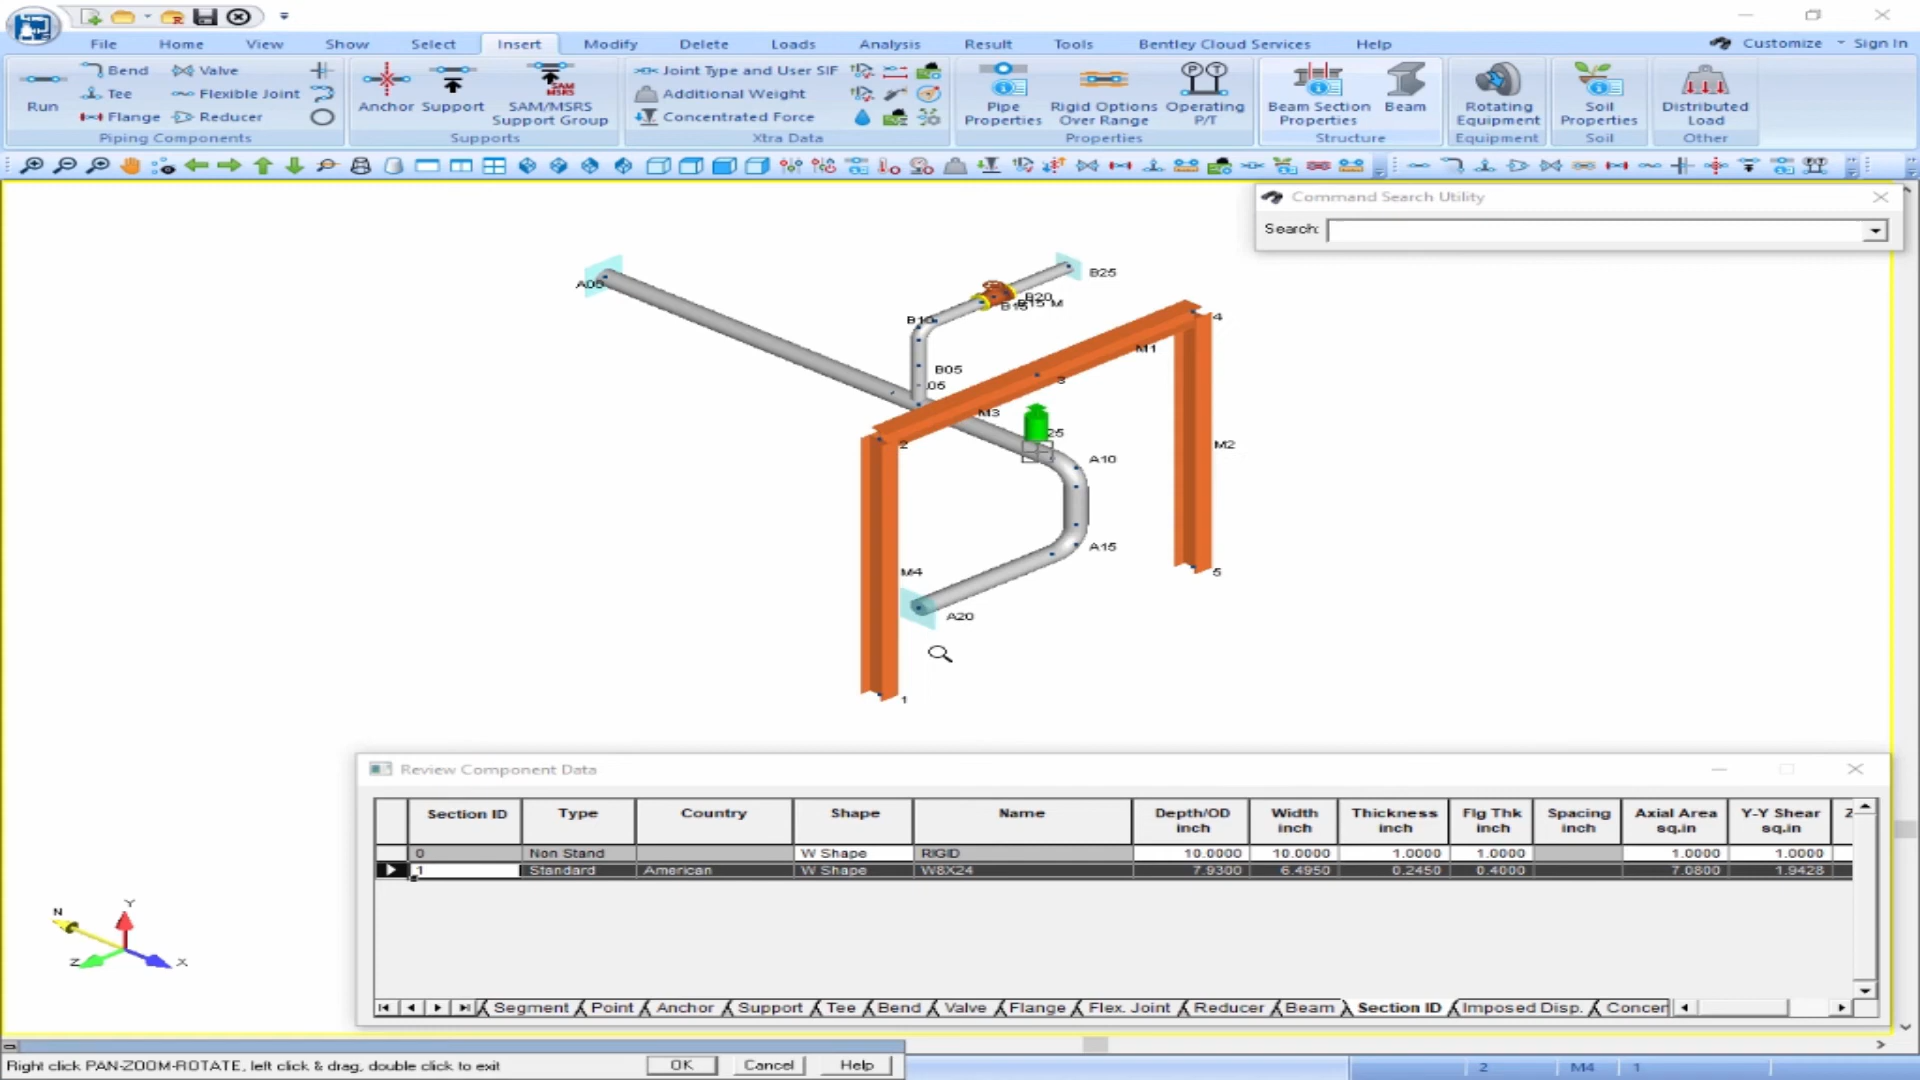 File Home View Show Select Insert Modify Delete Loads Analysis Result Tools Bentley Cloud Services Help Customize Sign In
Run
Bend
Tee
Flange
Valve
Flexible Joint
Reducer
Piping Components
Anchor
Support
SAM/MSRS
Support Group
Supports
Joint Type and User SIF
Additional Weight
Concentrated Force
Xtra Data
Pipe
Properties
Rigid Options
Over Range
Operating
P/T
Properties
Beam Section
Properties
Beam
Structure
Rotating
Equipment
Equipment
Soil
Properties
Soil
Distributed
Load
Other
Command Search Utility
Search:
A00
B25
B20
B15 M
B10
4
M1
B05
3
M3
2
A10
M2
A15
M4
5
A20
1
N
Y
Z
X
Review Component Data
Section ID Type Country Shape Name Depth/OD inch Width inch Thickness inch Flg Thk inch Spacing inch Axial Area sq.in Y-Y Shear sq.in Z
0 Non Stand W Shape RIGID 10.0000 10.0000 1.0000 1.0000 1.0000 1.0000
1 Standard American W Shape W8X24 7.9300 6.4950 0.2450 0.4000 7.0800 1.9428
Segment Point Anchor Support Tee Bend Valve Flange Flex. Joint Reducer Beam Section ID Imposed Disp. Concer
Right click PAN-ZOOM-ROTATE, left click & drag, double click to exit OK Cancel Help 2 M4 1